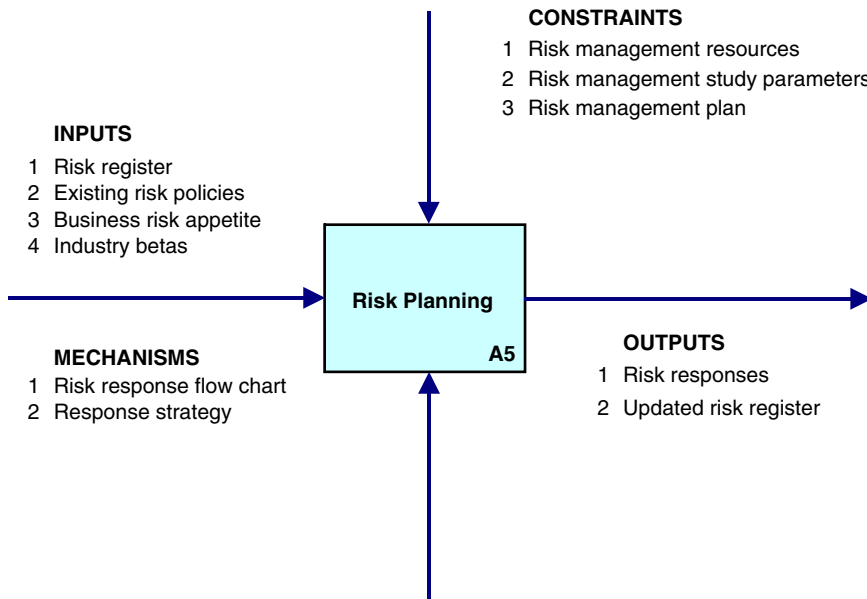 CONSTRAINTS
1 Risk management resources
2 Risk management study parameters
3 Risk management plan
INPUTS
1 Risk register
2 Existing risk policies
3 Business risk appetite
4 Industry betas
Risk Planning
A5
MECHANISMS
1 Risk response flow chart
2 Response strategy
OUTPUTS
1 Risk responses
2 Updated risk register